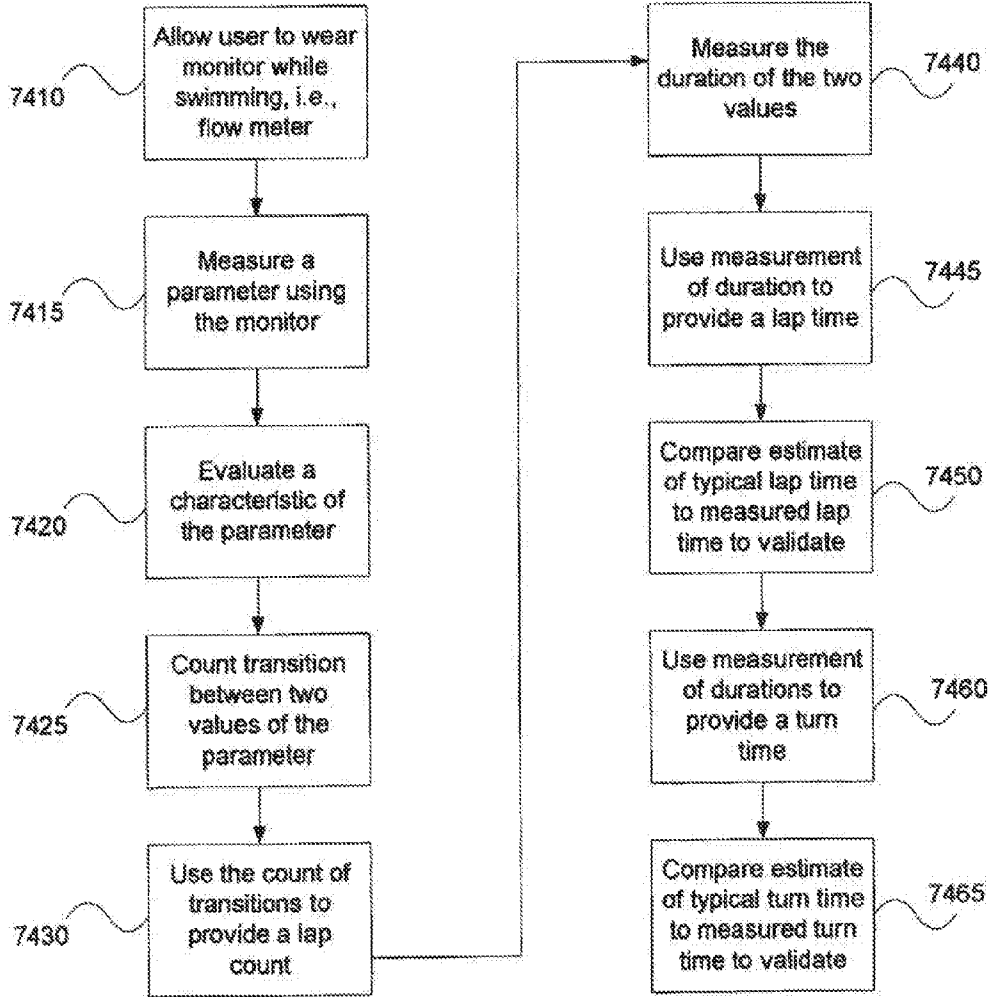 7410
Allow user to wear
monitor while
swimming, i.e.,
flow meter
7415
Measure a
parameter using
the monitor
7420
Evaluate a
characteristic of
the parameter
7425
Count transition
between two
values of the
parameter
7430
Use the count of
transitions to
provide a lap
count
Measure the
duration of the two
values
7440
Use measurement
of duration to
provide a lap time
7445
Compare estimate
of typical lap time
to measured lap
time to validate
7450
Use measurement
of durations to
provide a turn
time
7460
Compare estimate
of typical turn time
to measured turn
time to validate
7465